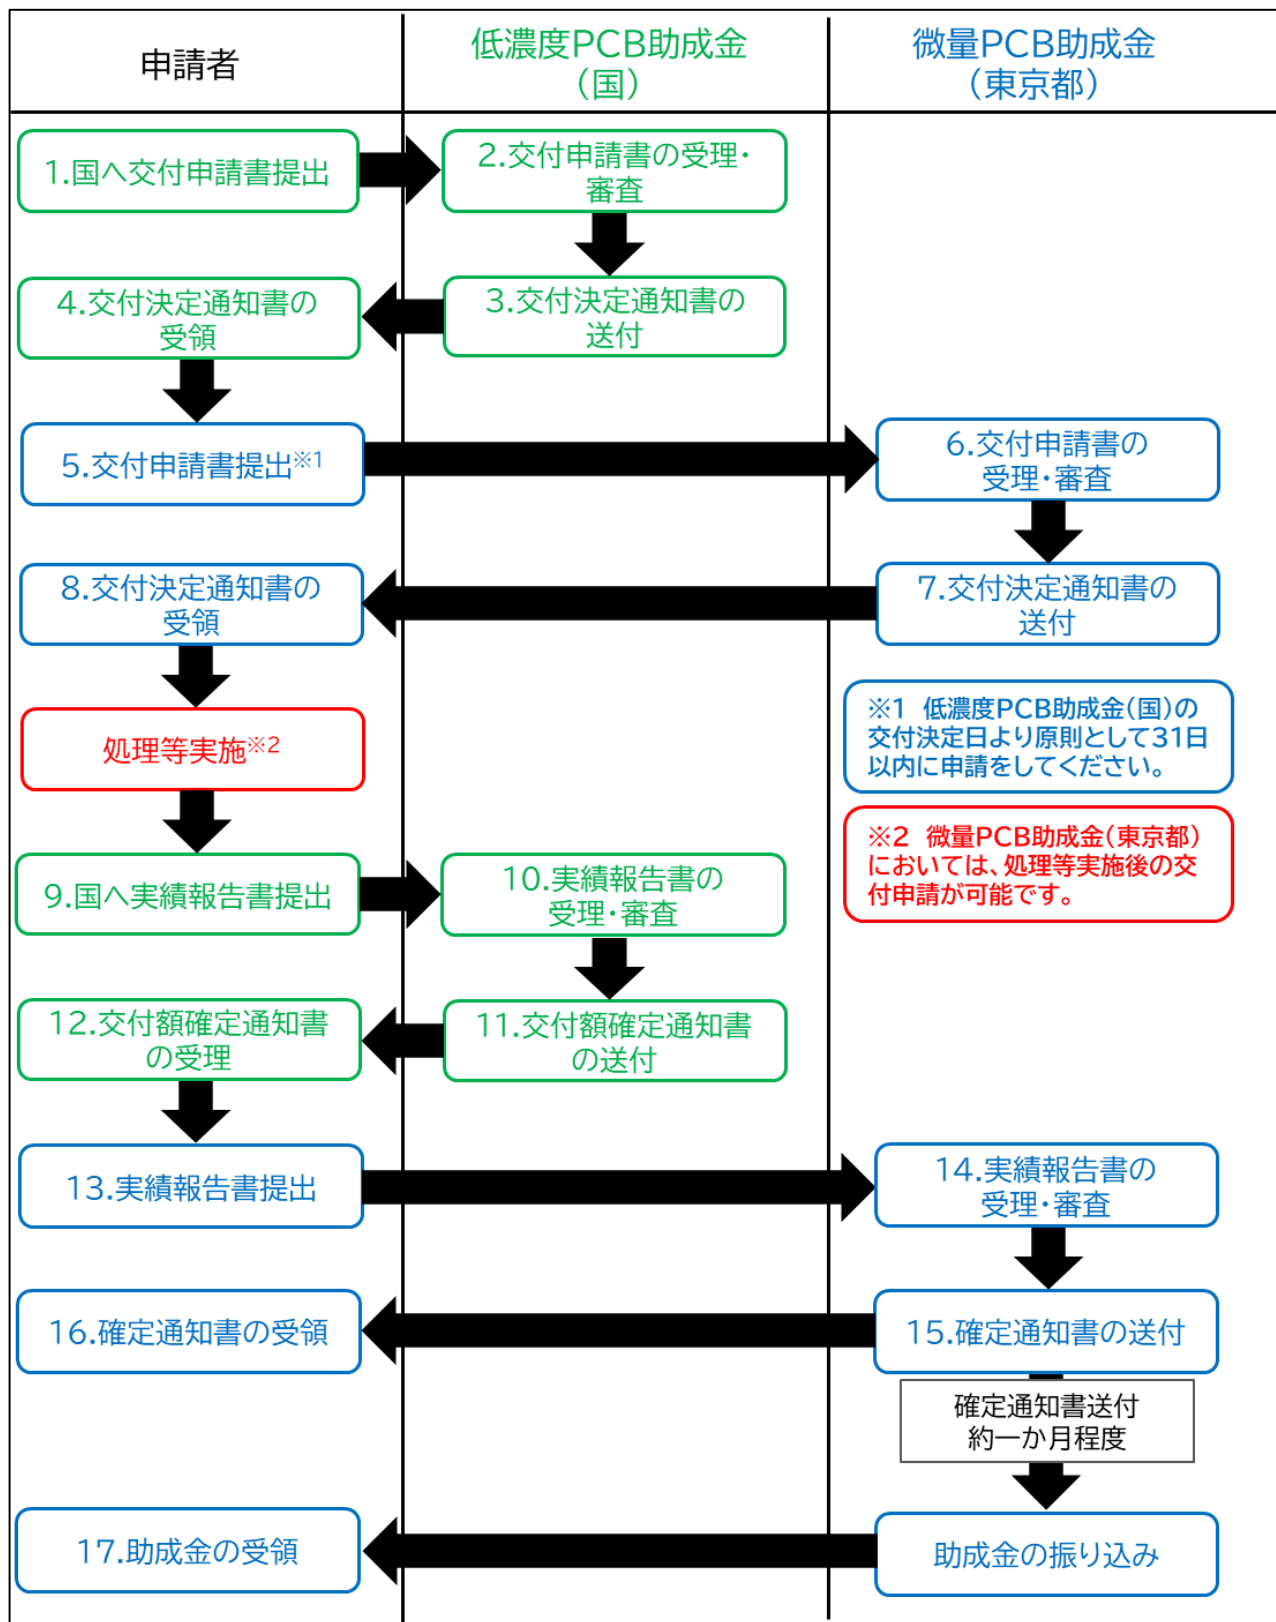 申請者
低濃度PCB助成金
（国）
微量PCB助成金
（東京都）
1.国へ交付申請書提出
2.交付申請書の受理・
審査
4.交付決定通知書の
受領
3.交付決定通知書の
送付
5.交付申請書提出※1
6.交付申請書の
受理・審査
8.交付決定通知書の
受領
7.交付決定通知書の
送付
処理等実施※2
※1　低濃度PCB助成金（国）の
交付決定日より原則として31日
以内に申請をしてください。
※2　微量PCB助成金（東京都）
においては、処理等実施後の交
付申請が可能です。
9.国へ実績報告書提出
10.実績報告書の
受理・審査
12.交付額確定通知書
の受理
11.交付額確定通知書
の送付
13.実績報告書提出
14.実績報告書の
受理・審査
16.確定通知書の受領
15.確定通知書の送付
確定通知書送付
約一か月程度
17.助成金の受領
助成金の振り込み